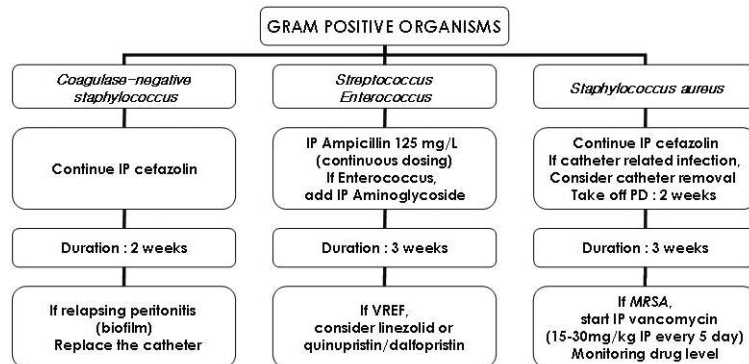 GRAM POSITIVE ORGANISMS
Coagulase-negative
staphylococcus
Streptococcus
Enterococcus
Staphylococcus aureus
Continue IP cefazolin
IP Ampicillin 125 mg/L
(continuous dosing)
If Enterococcus,
add IP Aminoglycoside
Continue IP cefazolin
If catheter related infection,
Consider catheter removal
Take off PD : 2 weeks
Duration : 2 weeks
Duration : 3 weeks
Duration : 3 weeks
If relapsing peritonitis
(biofilm)
Replace the catheter
If VREF,
consider linezolid or
quinupristin/dalfopristin
If MRSA,
start IP vancomycin
(15-30mg/kg IP every 5 day)
Monitoring drug level